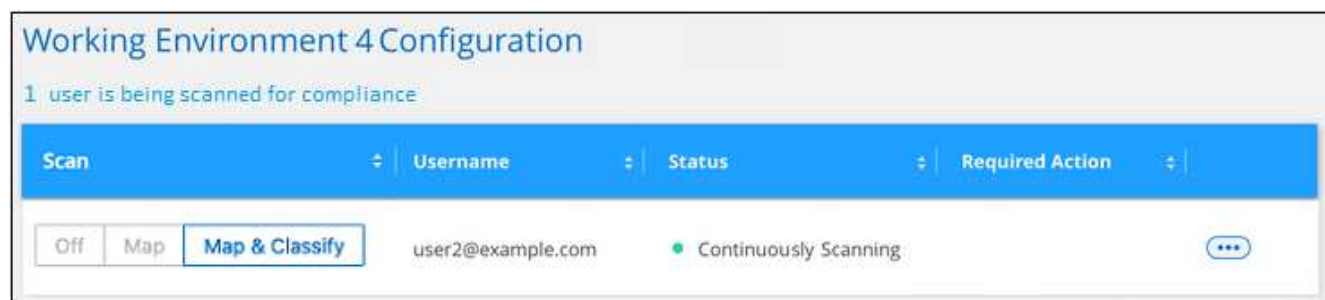 Working Environment 4 Configuration
1 user is being scanned for compliance
Scan Username Status Required Action
Off Map Map & Classify user2@example.com Continuously Scanning